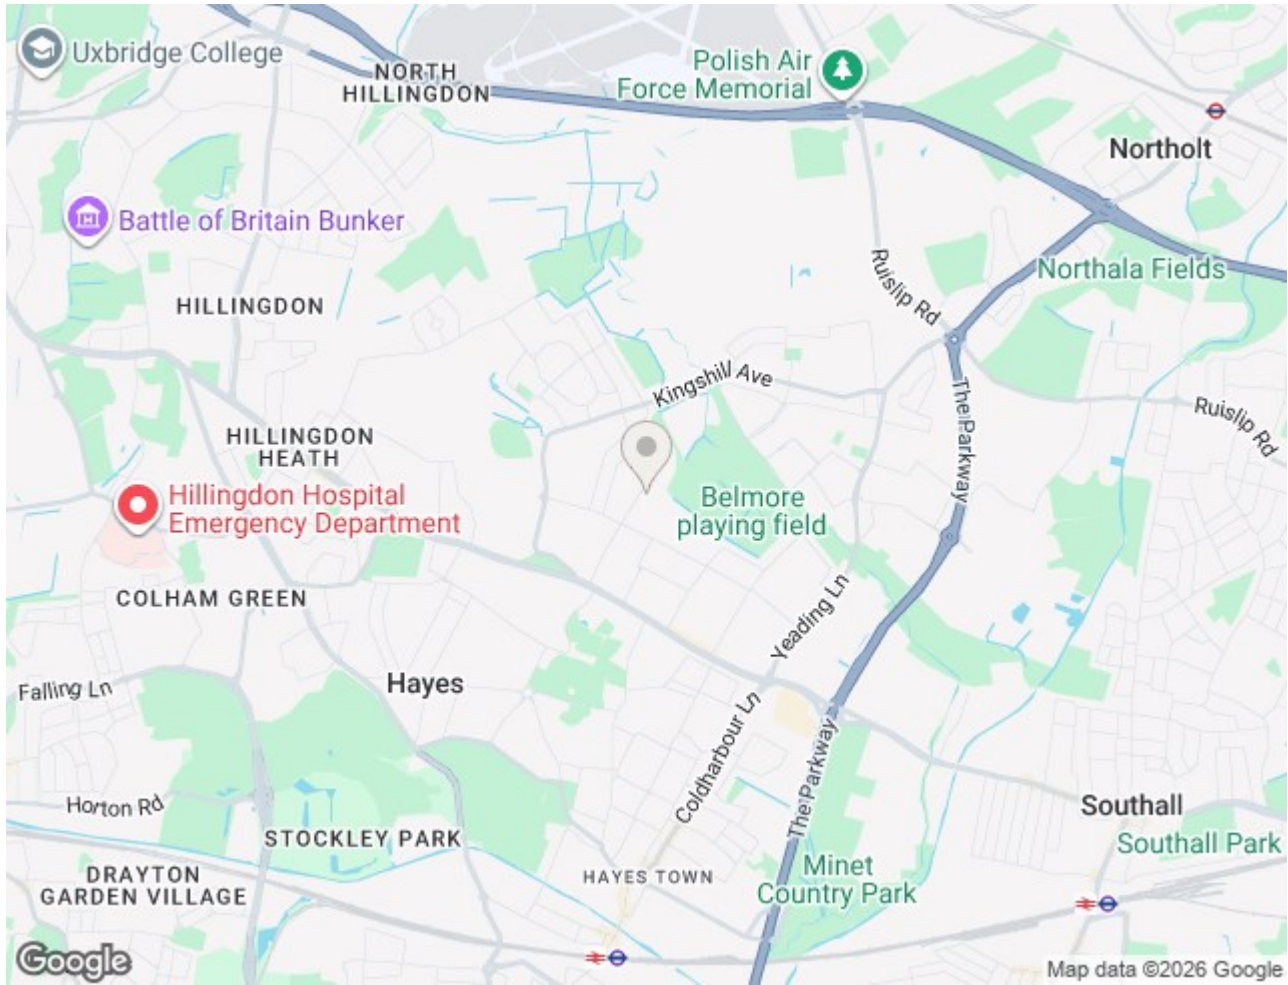 Uxbridge College
NORTH
HILLINGDON
Polish Air
Force Memorial
Northolt
Battle of Britain Bunker
Ruislip Rd
Northala Fields
HILLINGDON
Kingshill Ave
The Parkway
Ruislip Rd
HILLINGDON
HEATH
Hillingdon Hospital
Emergency Department
Belmore
playing field
COLHAM GREEN
Yeading Ln
Falling Ln
Hayes
Coldharbour Ln
The Parkway
Horton Rd
STOCKLEY PARK
Southall
Southall Park
DRAYTON
GARDEN VILLAGE
HAYES TOWN
Minet
Country Park
Google
Map data ©2026 Google